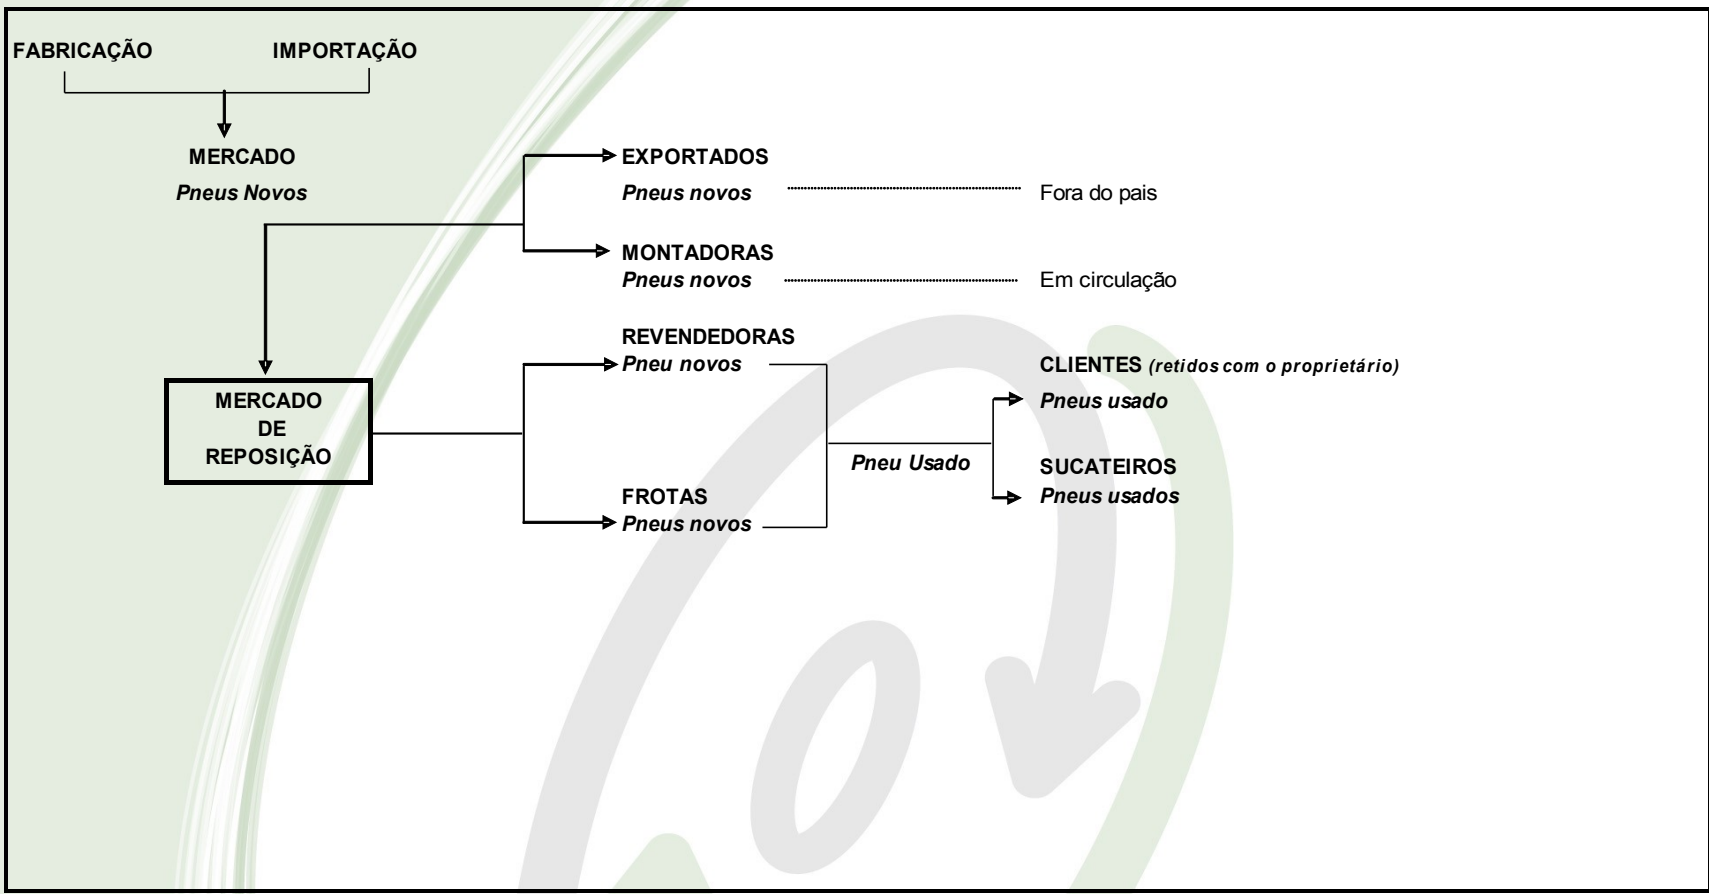 FABRICAÇÃO IMPORTAÇÃO
MERCADO
Pneus Novos
EXPORTADOS
Pneus novos Fora do pais
MONTADORAS
Pneus novos Em circulação
MERCADO
DE
REPOSIÇÃO
REVENDEDORAS
Pneu novos
FROTAS
Pneus novos
Pneu Usado
CLIENTES (retidos com o proprietário)
Pneus usado
SUCATEIROS
Pneus usados